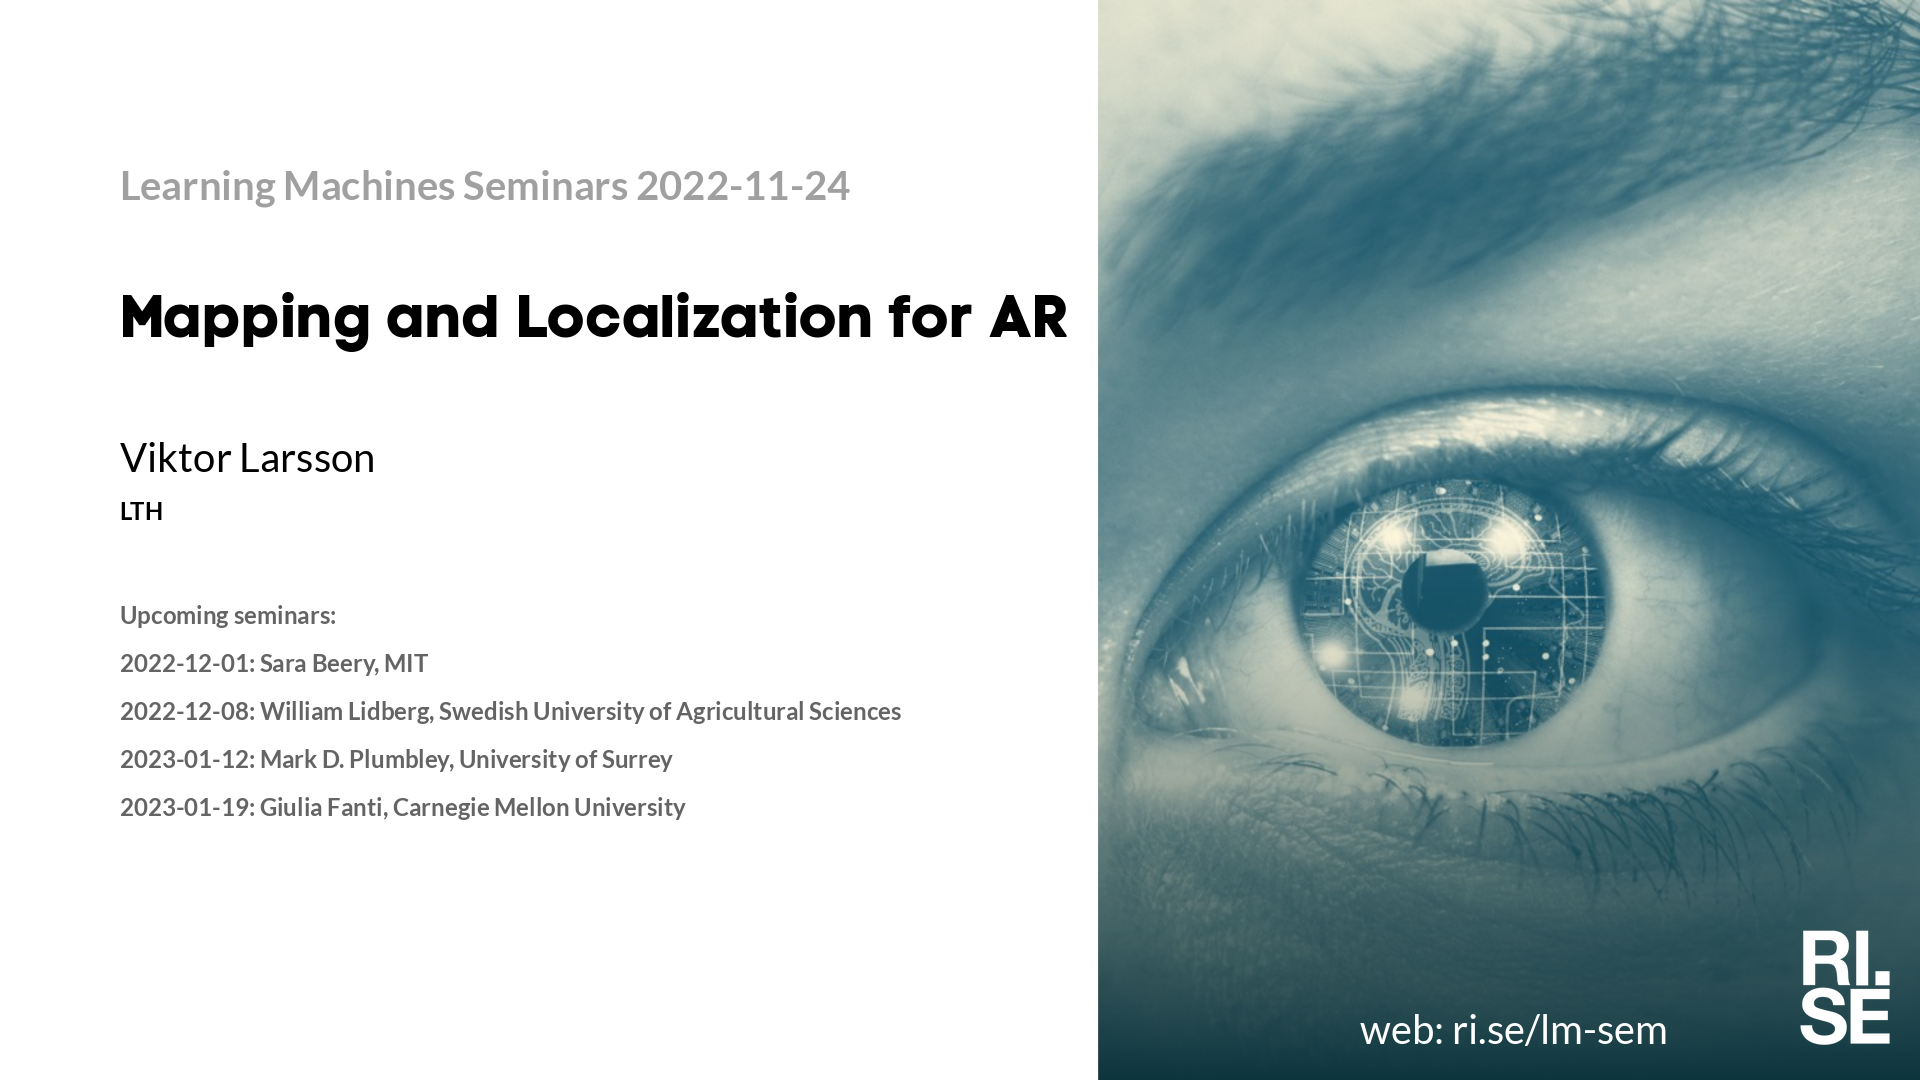 Learning Machines Seminars 2022-11-24
Mapping and Localization for AR
Viktor Larsson
LTH
Upcoming seminars:
2022-12-01: Sara Beery, MIT
2022-12-08: William Lidberg, Swedish University of Agricultural Sciences
2023-01-12: Mark D. Plumbley, University of Surrey
2023-01-19: Giulia Fanti, Carnegie Mellon University
web: ri.se/lm-sem
RI.
SE